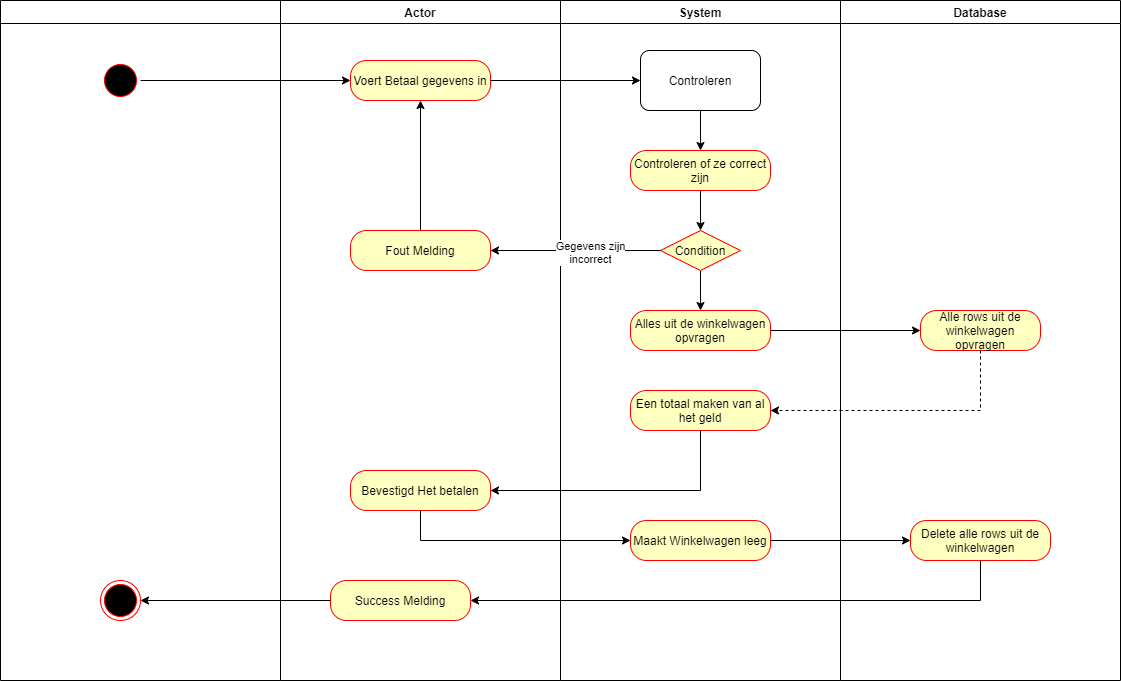 Actor
System
Database
Voert Betaal gegevens in
Controleren
Controleren of ze correct
zijn
Fout Melding
Gegevens zijn
incorrect
Condition
Alles uit de winkelwagen
opvragen
Alle rows uit de
winkelwagen
opvragen
Een totaal maken van al
het geld
Bevestigd Het betalen
Maakt Winkelwagen leeg
Delete alle rows uit de
winkelwagen
Success Melding